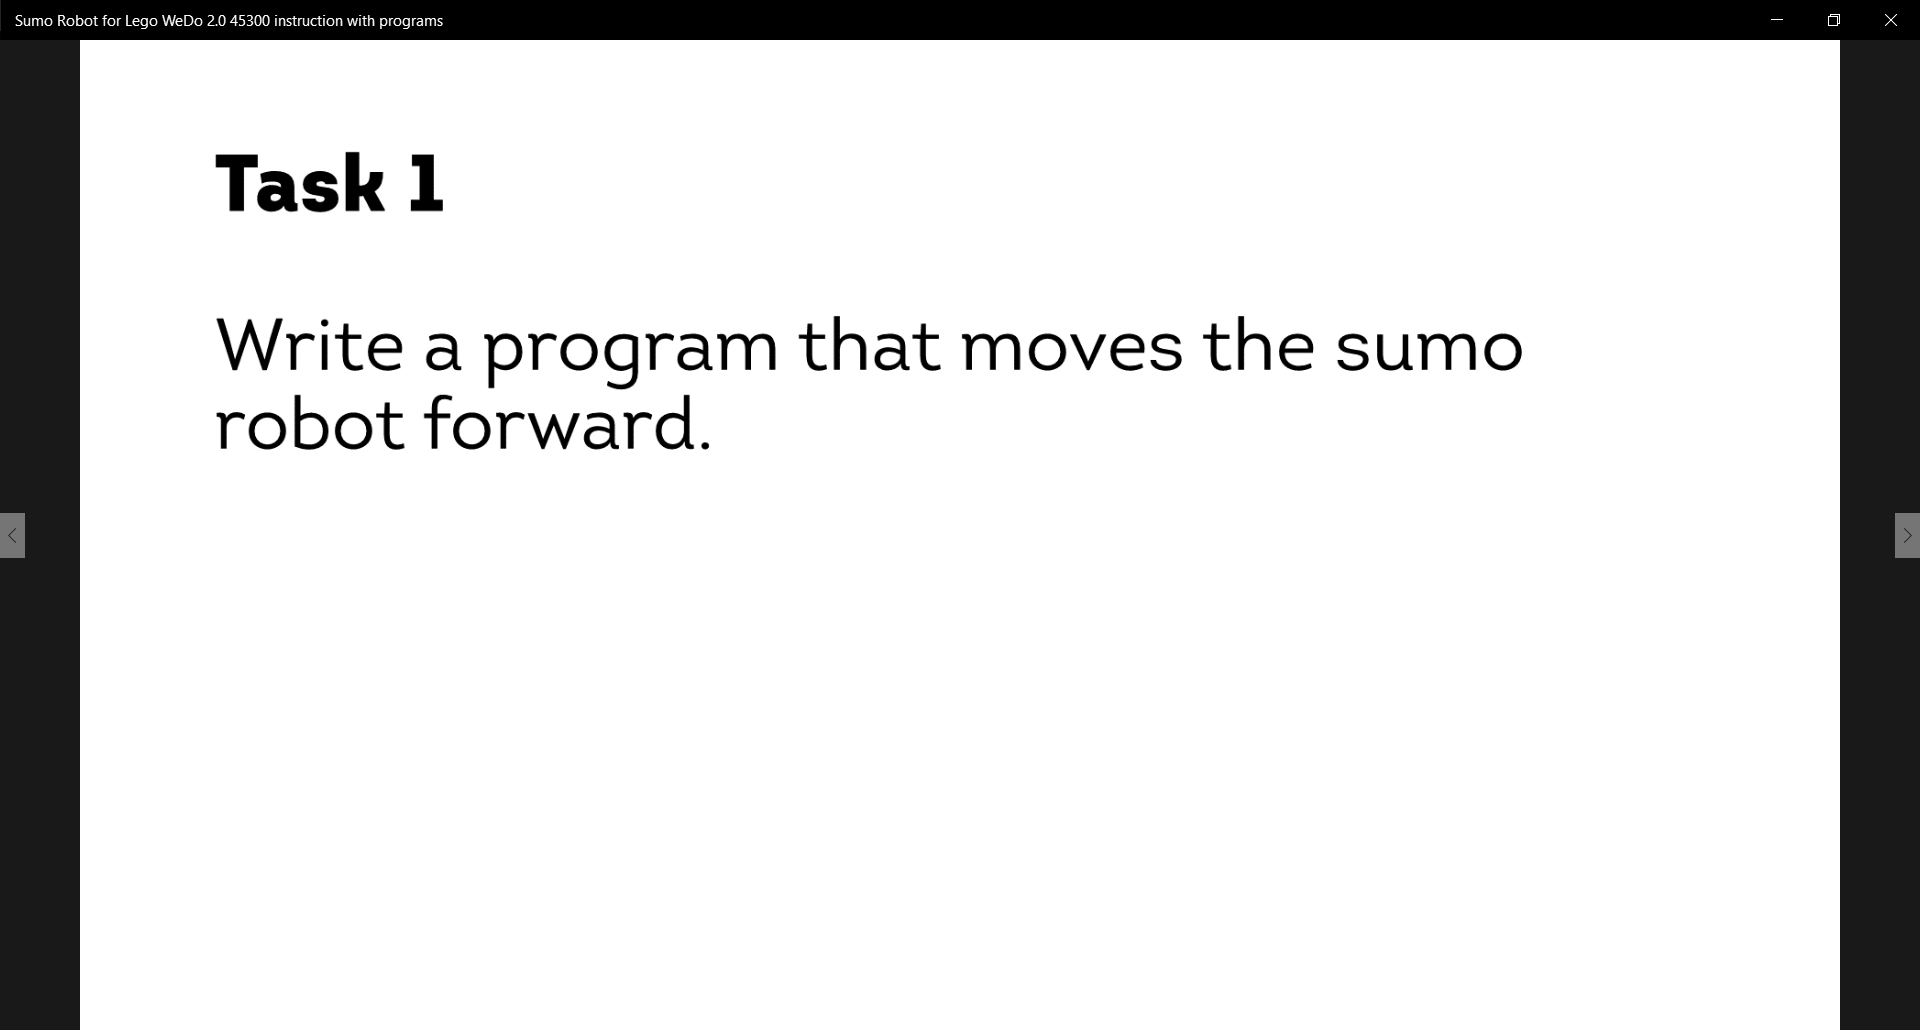 Sumo Robot for Lego WeDo 2.0 45300 instruction with programs
Task 1
Write a program that moves the sumo
robot forward.